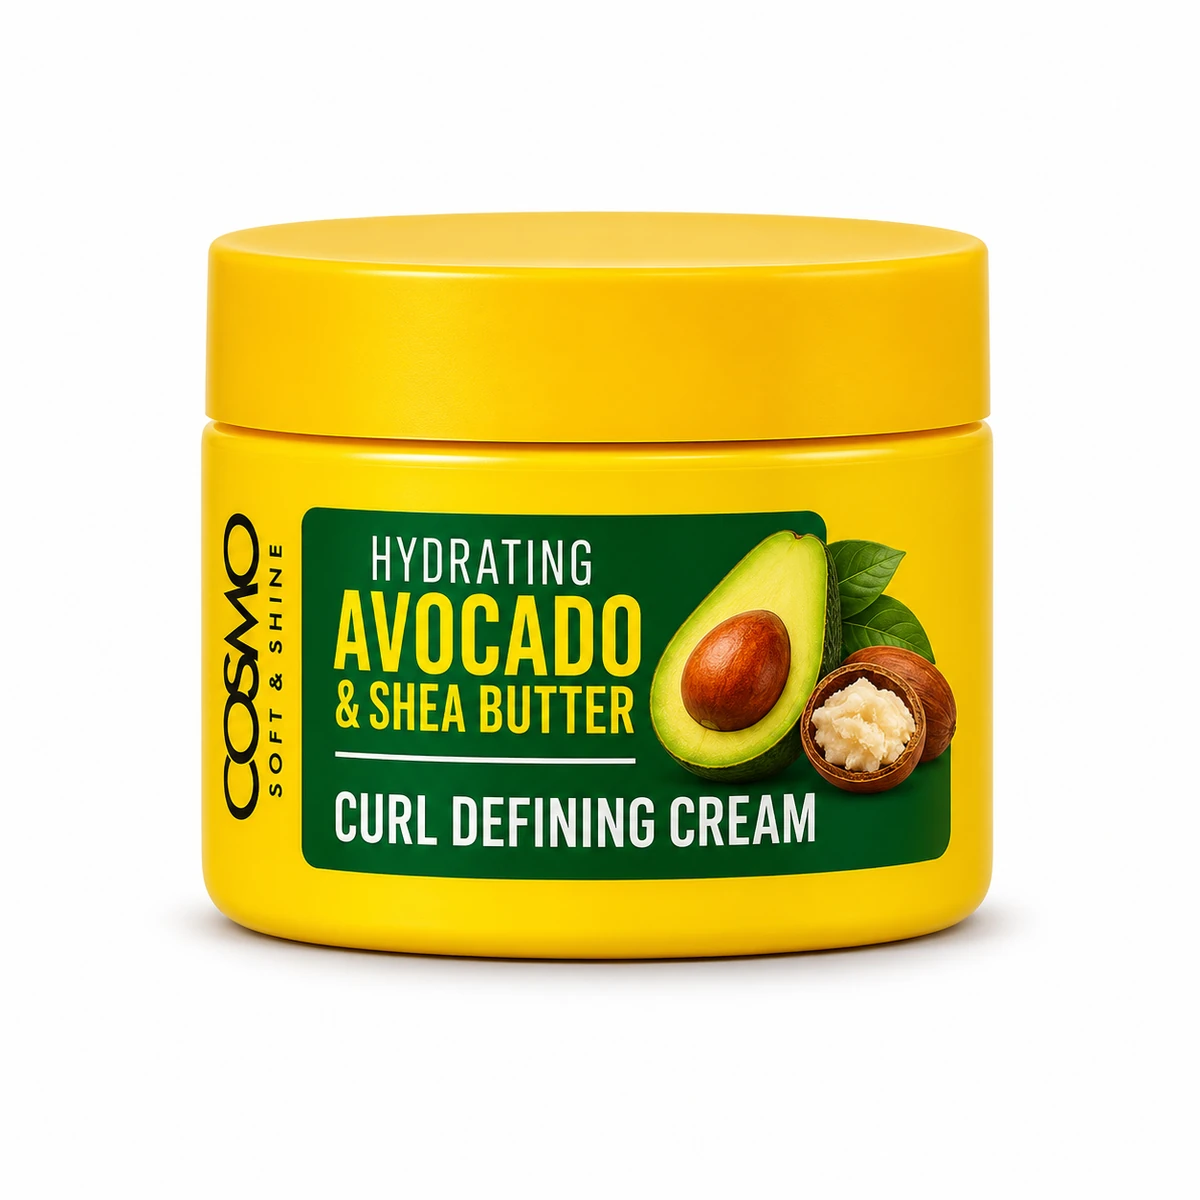 COSMO
SOFT & SHINE
HYDRATING
AVOCADO
& SHEA BUTTER
CURL DEFINING CREAM